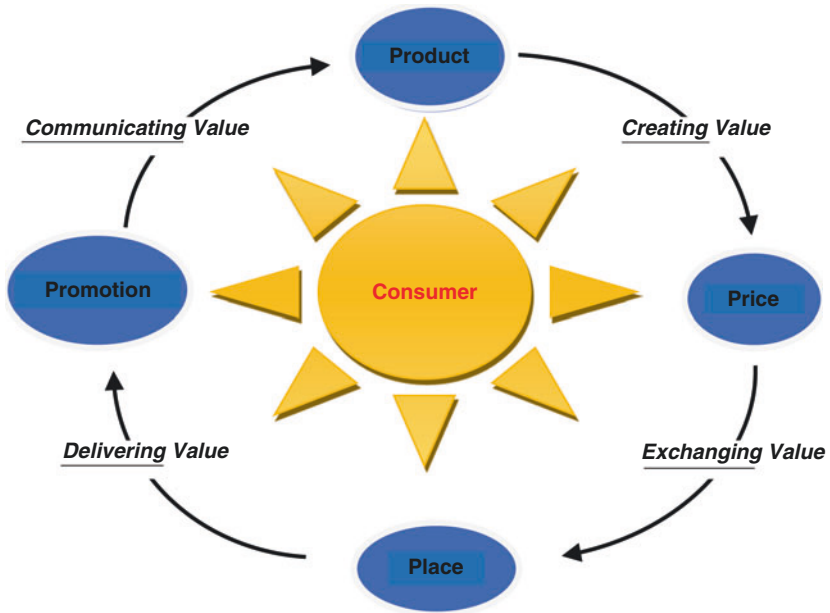 Product
Communicating Value
Creating Value
Promotion
Consumer
Price
Delivering Value
Exchanging Value
Place